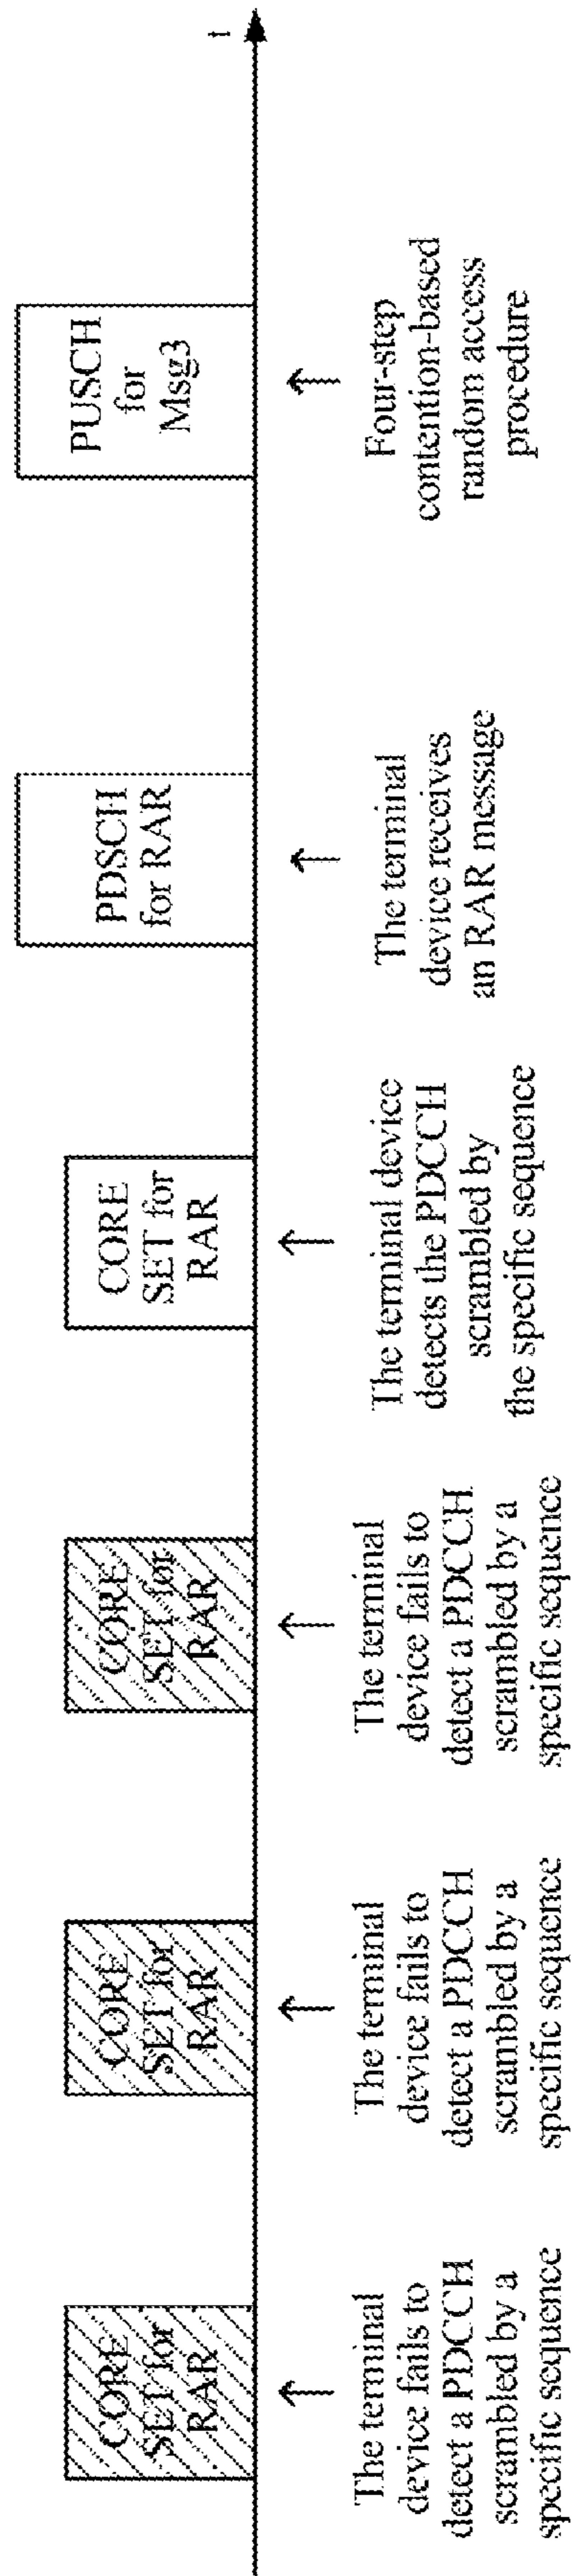 CORE
SET for
RAR
The terminal
device fails to
detect a PDCCH
scrambled by a
specific sequence
CORE
SET for
RAR
The terminal
device fails to
detect a PDCCH
scrambled by a
specific sequence
CORE
SET for
RAR
The terminal
device fails to
detect a PDCCH
scrambled by a
specific sequence
CORE
SET for
RAR
The terminal device
detects the PDCCH
scrambled by
the specific sequence
PDSCH
for RAR
The terminal
device receives
an RAR message
PUSCH
for
Msg3
Four-step
contention-based
random access
procedure
t